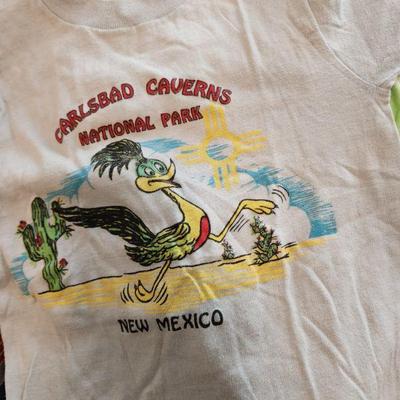 CARLSBAD CAVERNS
NATIONAL PARK
NEW MEXICO